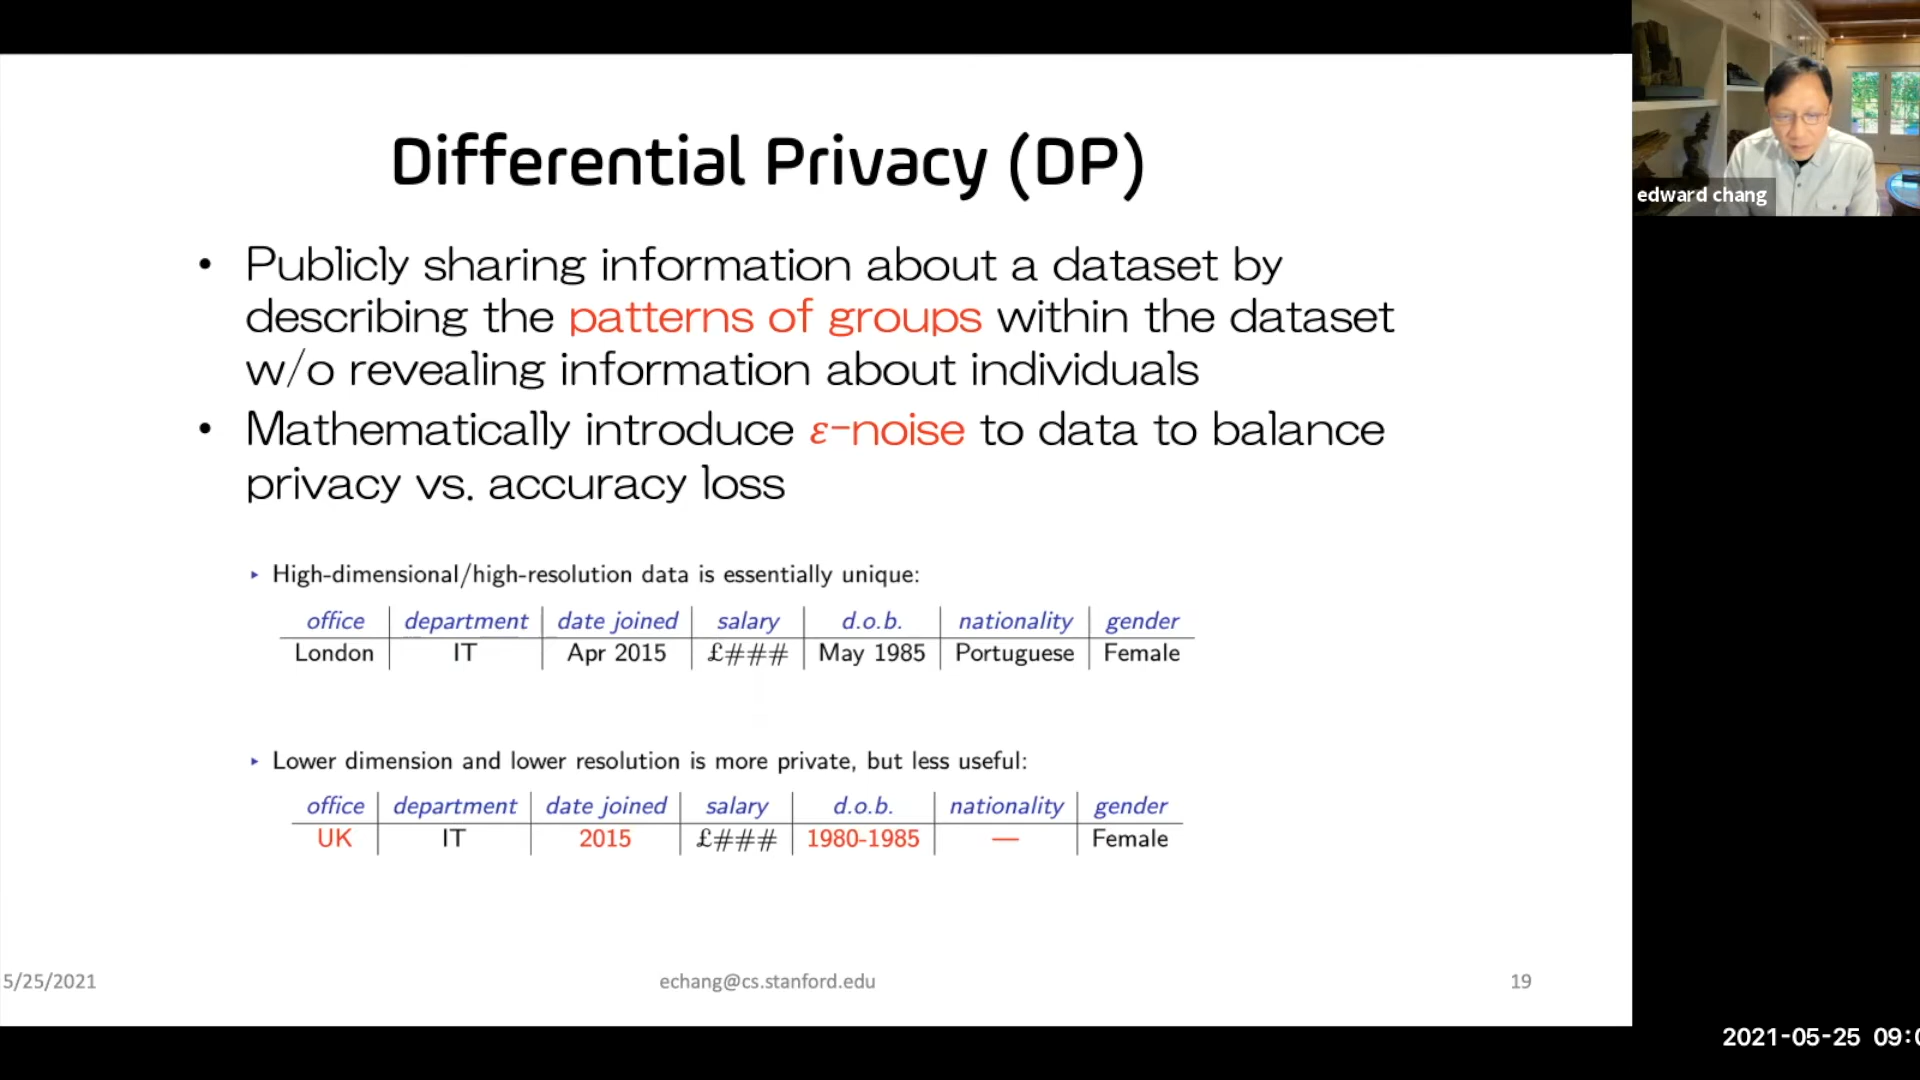 Differential Privacy (DP)
• Publicly sharing information about a dataset by
describing the patterns of groups within the dataset
w/o revealing information about individuals
• Mathematically introduce ε-noise to data to balance
privacy vs. accuracy loss
▸ High-dimensional/high-resolution data is essentially unique:
office department date joined salary d.o.b. nationality gender
London IT Apr 2015 £### May 1985 Portuguese Female
▸ Lower dimension and lower resolution is more private, but less useful:
office department date joined salary d.o.b. nationality gender
UK IT 2015 £### 1980-1985 — Female
5/25/2021 echang@cs.stanford.edu 19
edward chang
2021-05-25 09:0